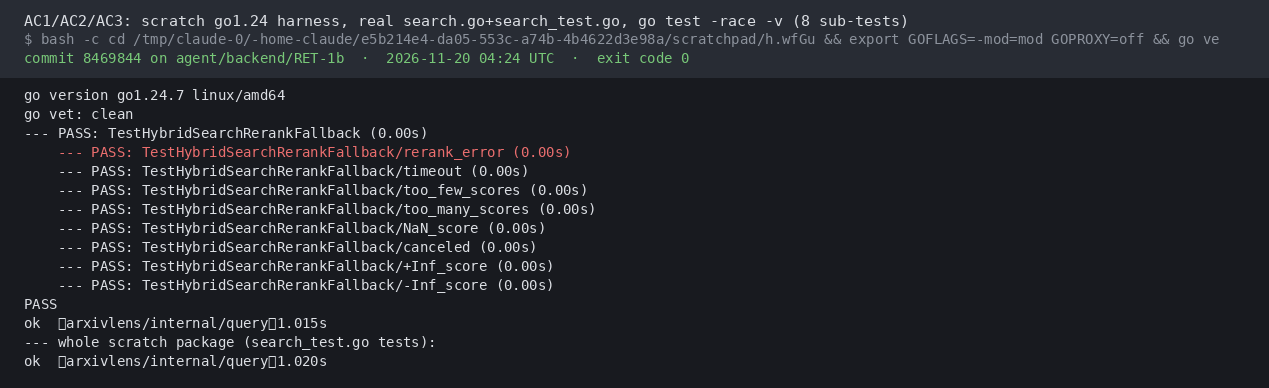 AC1/AC2/AC3: scratch go1.24 harness, real search.go+search_test.go, go test -race -v (8 sub-tests)
$ bash -c cd /tmp/claude-0/-home-claude/e5b214e4-da05-553c-a74b-4b4622d3e98a/scratchpad/h.wfGu && export GOFLAGS=-mod=mod GOPROXY=off && go ve
commit 8469844 on agent/backend/RET-1b · 2026-11-20 04:24 UTC · exit code 0
go version go1.24.7 linux/amd64
go vet: clean
--- PASS: TestHybridSearchRerankFallback (0.00s)
    --- PASS: TestHybridSearchRerankFallback/rerank_error (0.00s)
    --- PASS: TestHybridSearchRerankFallback/timeout (0.00s)
    --- PASS: TestHybridSearchRerankFallback/too_few_scores (0.00s)
    --- PASS: TestHybridSearchRerankFallback/too_many_scores (0.00s)
    --- PASS: TestHybridSearchRerankFallback/NaN_score (0.00s)
    --- PASS: TestHybridSearchRerankFallback/canceled (0.00s)
    --- PASS: TestHybridSearchRerankFallback/+Inf_score (0.00s)
    --- PASS: TestHybridSearchRerankFallback/-Inf_score (0.00s)
PASS
ok  ▯arxivlens/internal/query▯1.015s
--- whole scratch package (search_test.go tests):
ok  ▯arxivlens/internal/query▯1.020s